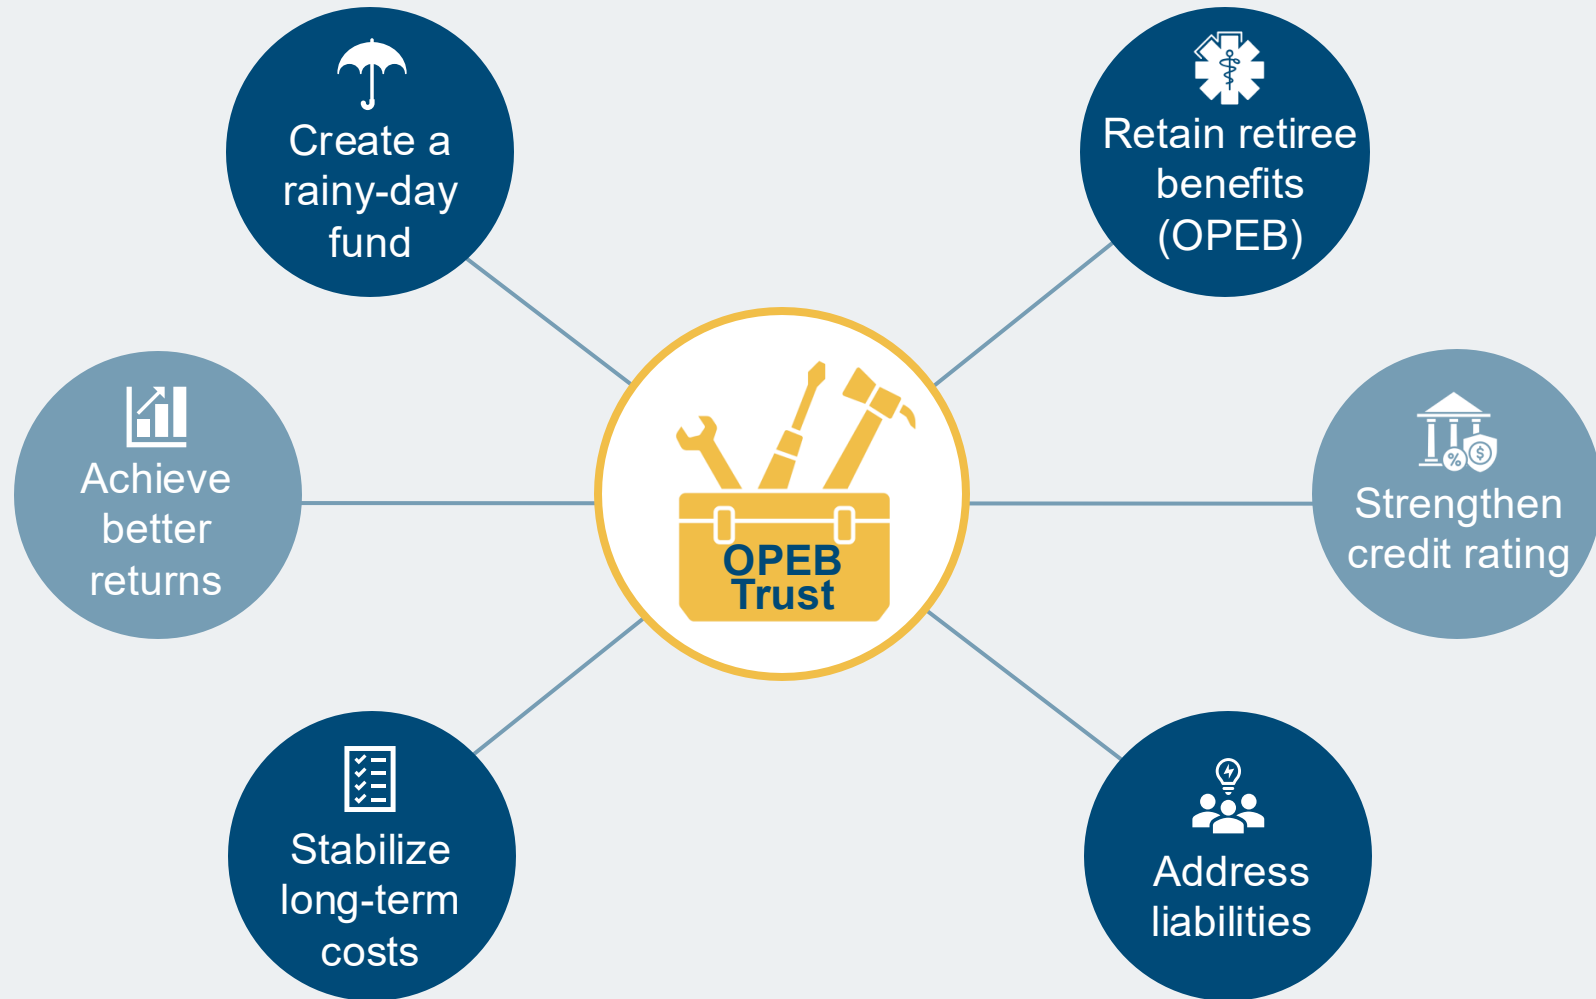 Create a
rainy-day
fund
Retain retiree
benefits
(OPEB)
Achieve
better
returns
OPEB
Trust
%
$
Strengthen
credit rating
Stabilize
long-term
costs
Address
liabilities